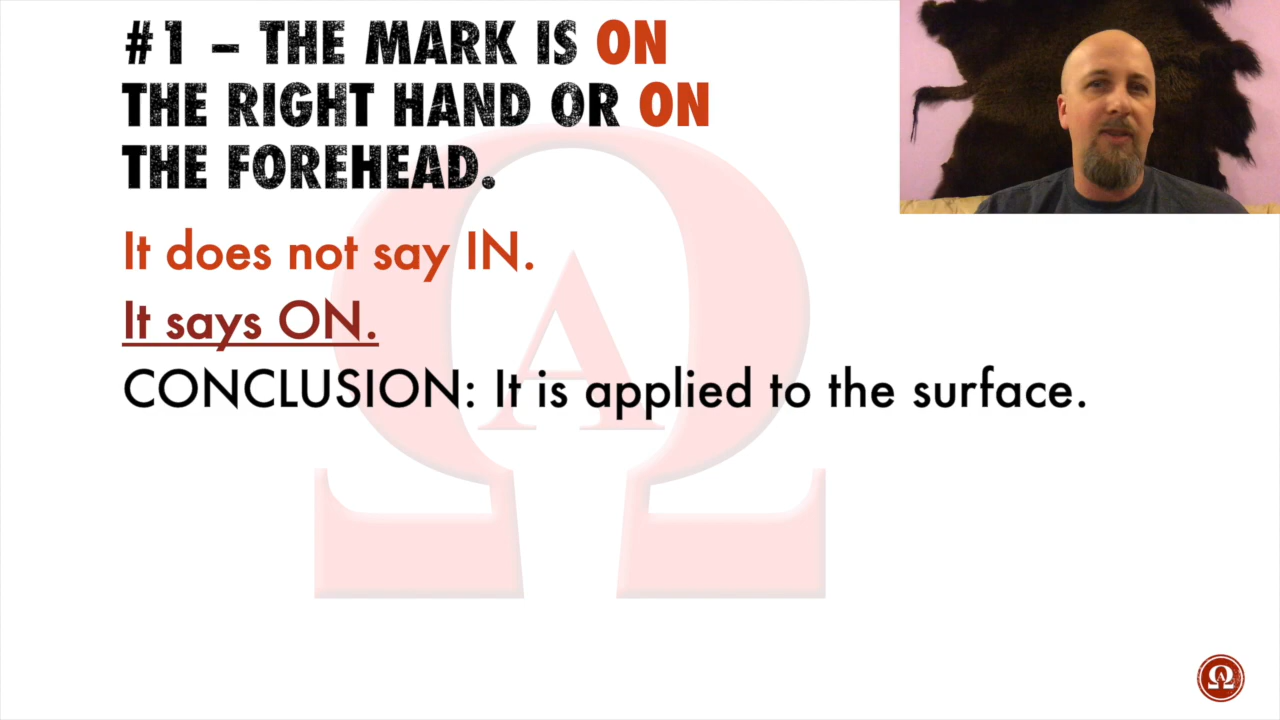 #1 – THE MARK IS ON
THE RIGHT HAND OR ON
THE FOREHEAD.
It does not say IN.
It says ON.
CONCLUSION: It is applied to the surface.
Ω
A
ΩA